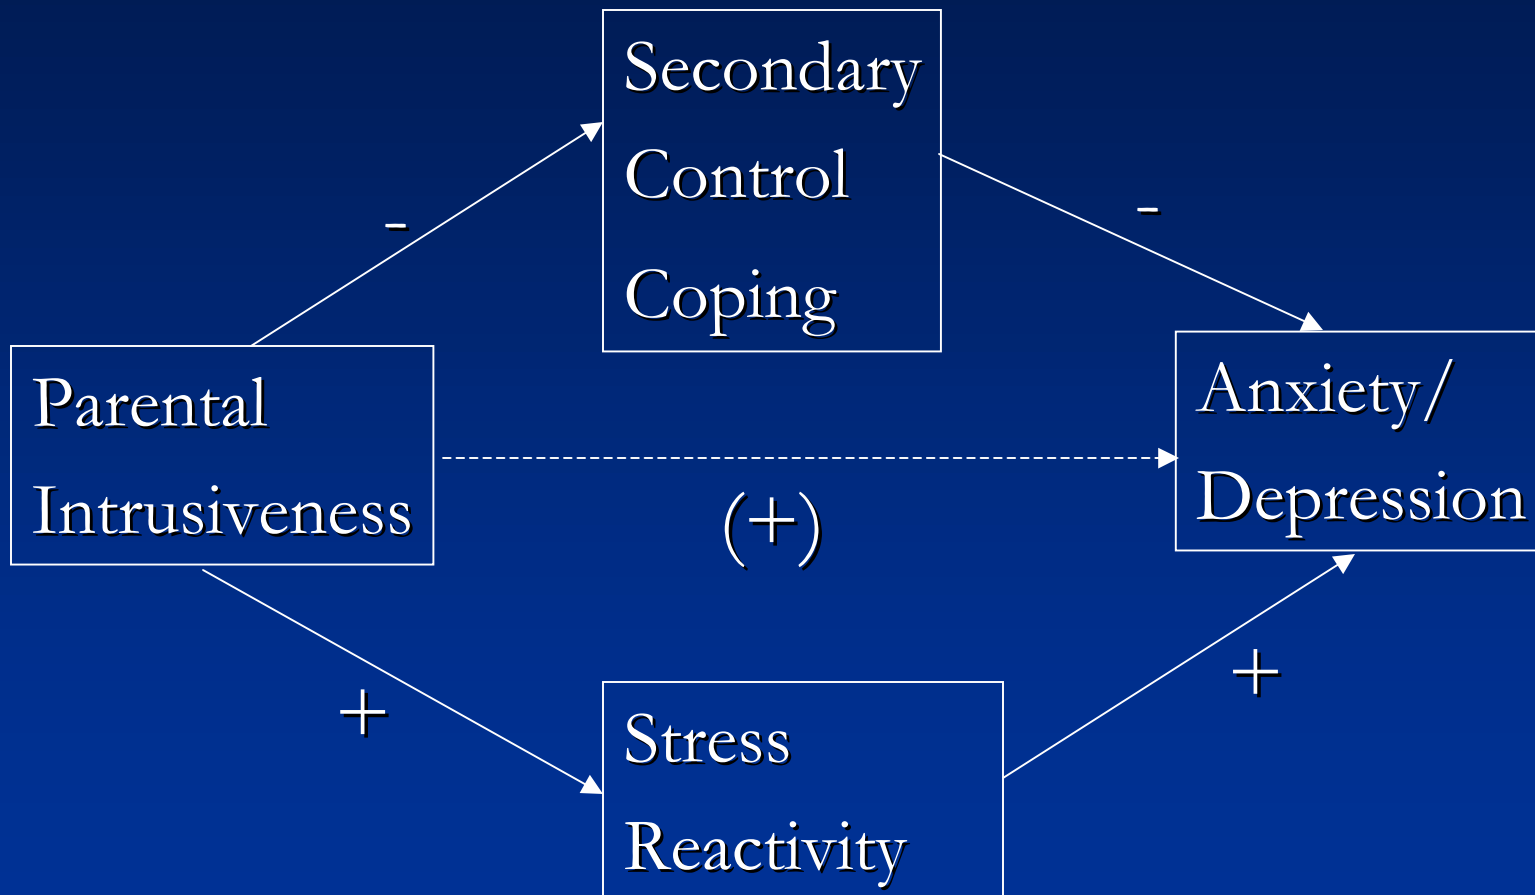 Secondary
Control
Coping
-
-
Parental
Intrusiveness
Anxiety/
Depression
(+)
+
+
Stress
Reactivity